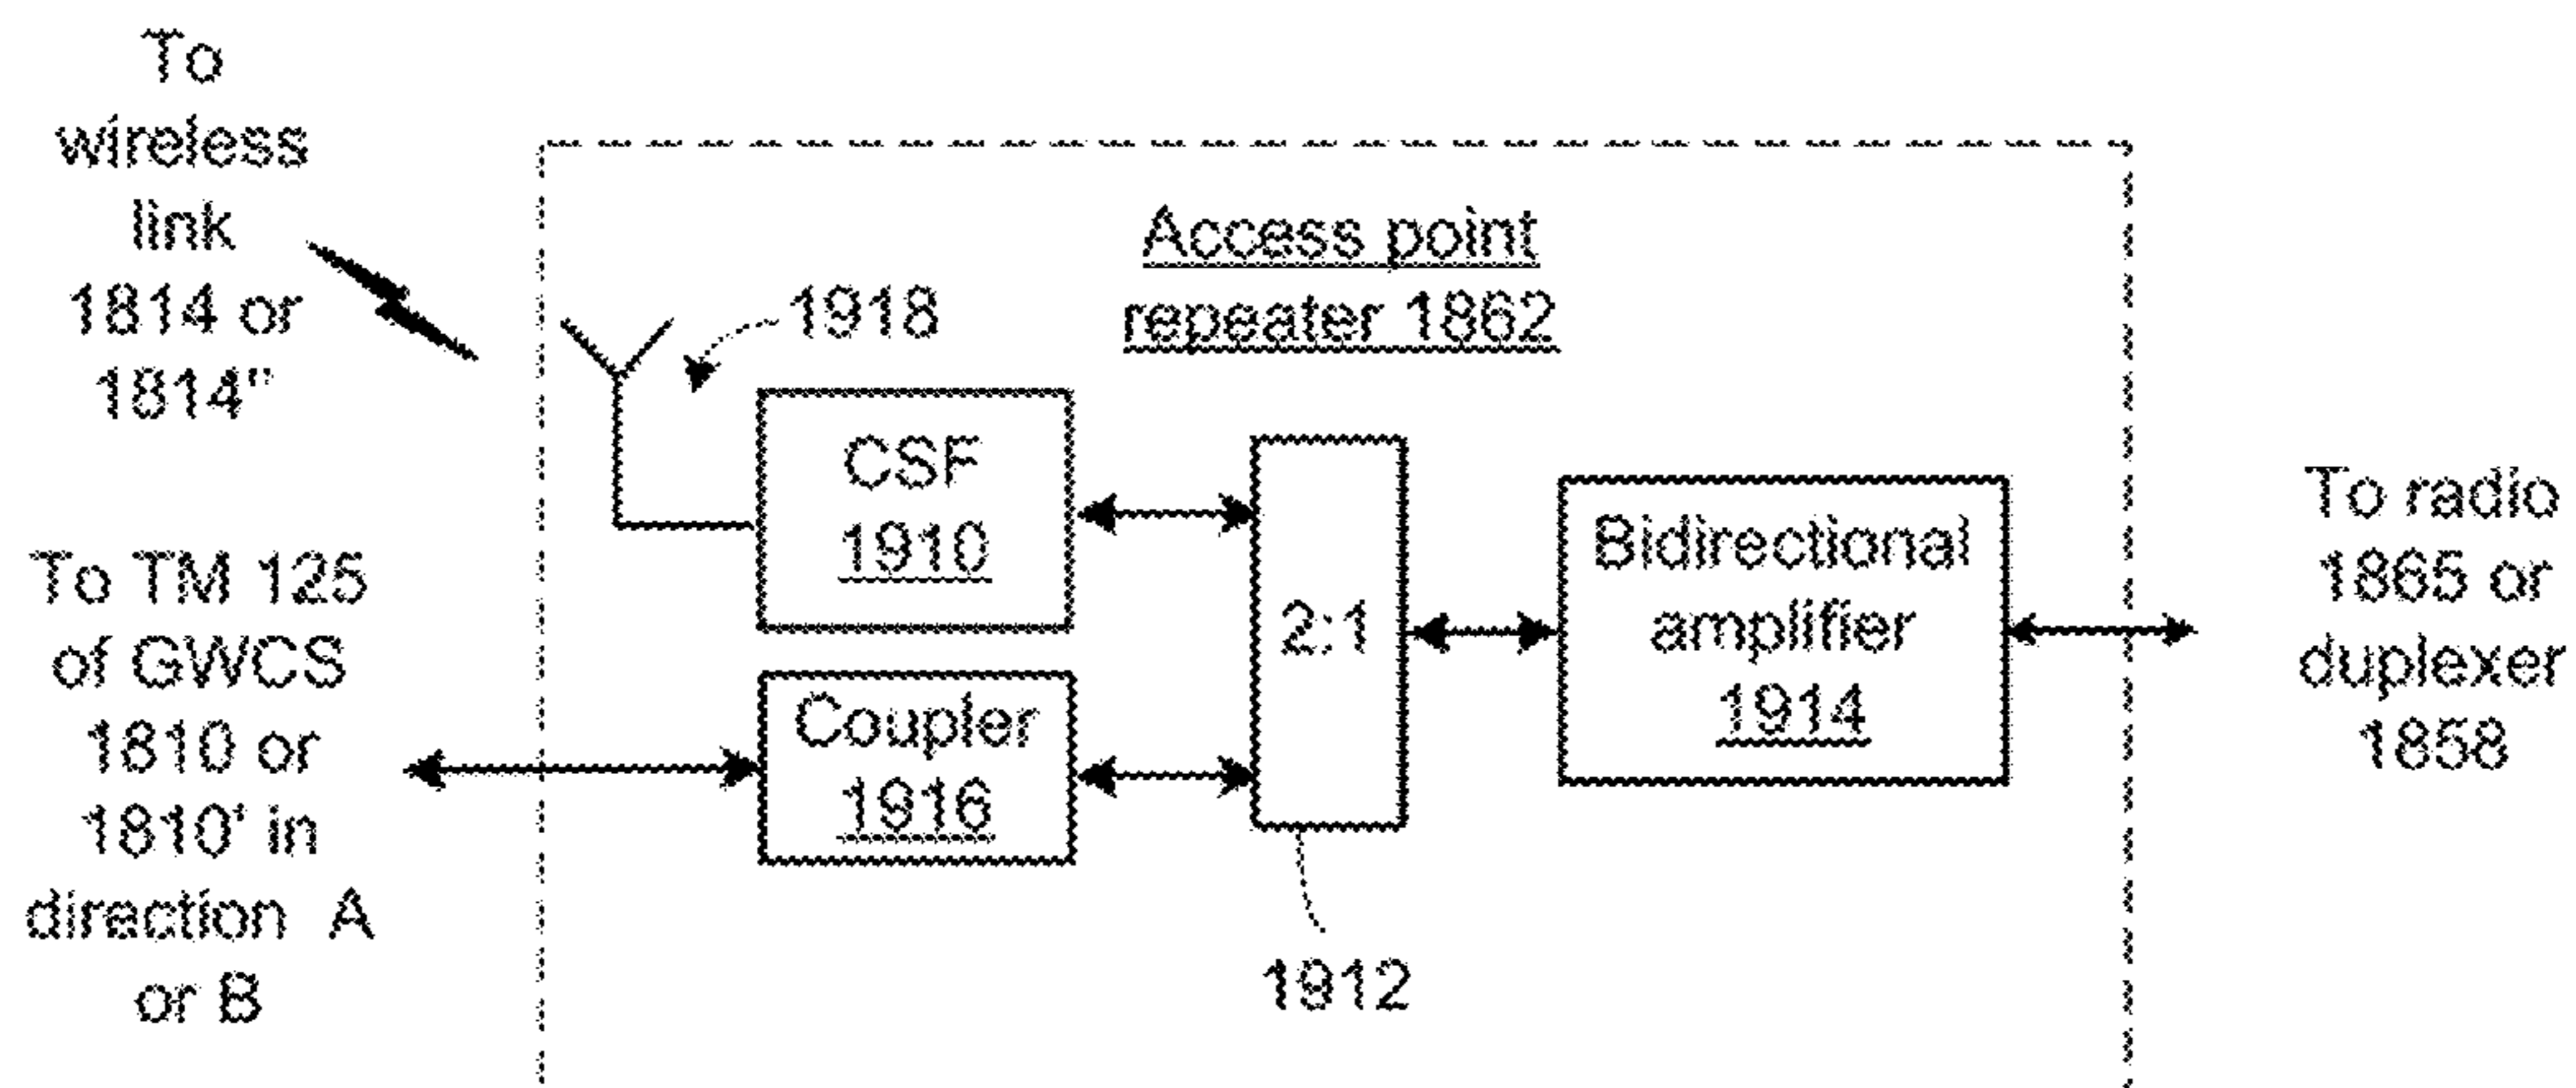 To
wireless
link
1814 or
1814"
To TM 125
of GWCS
1810 or
1810' in
direction A
or B
Access point
repeater 1862
1918
CSF
1910
Coupler
1916
2:1
1912
Bidirectional
amplifier
1914
To radio
1865 or
duplexer
1858